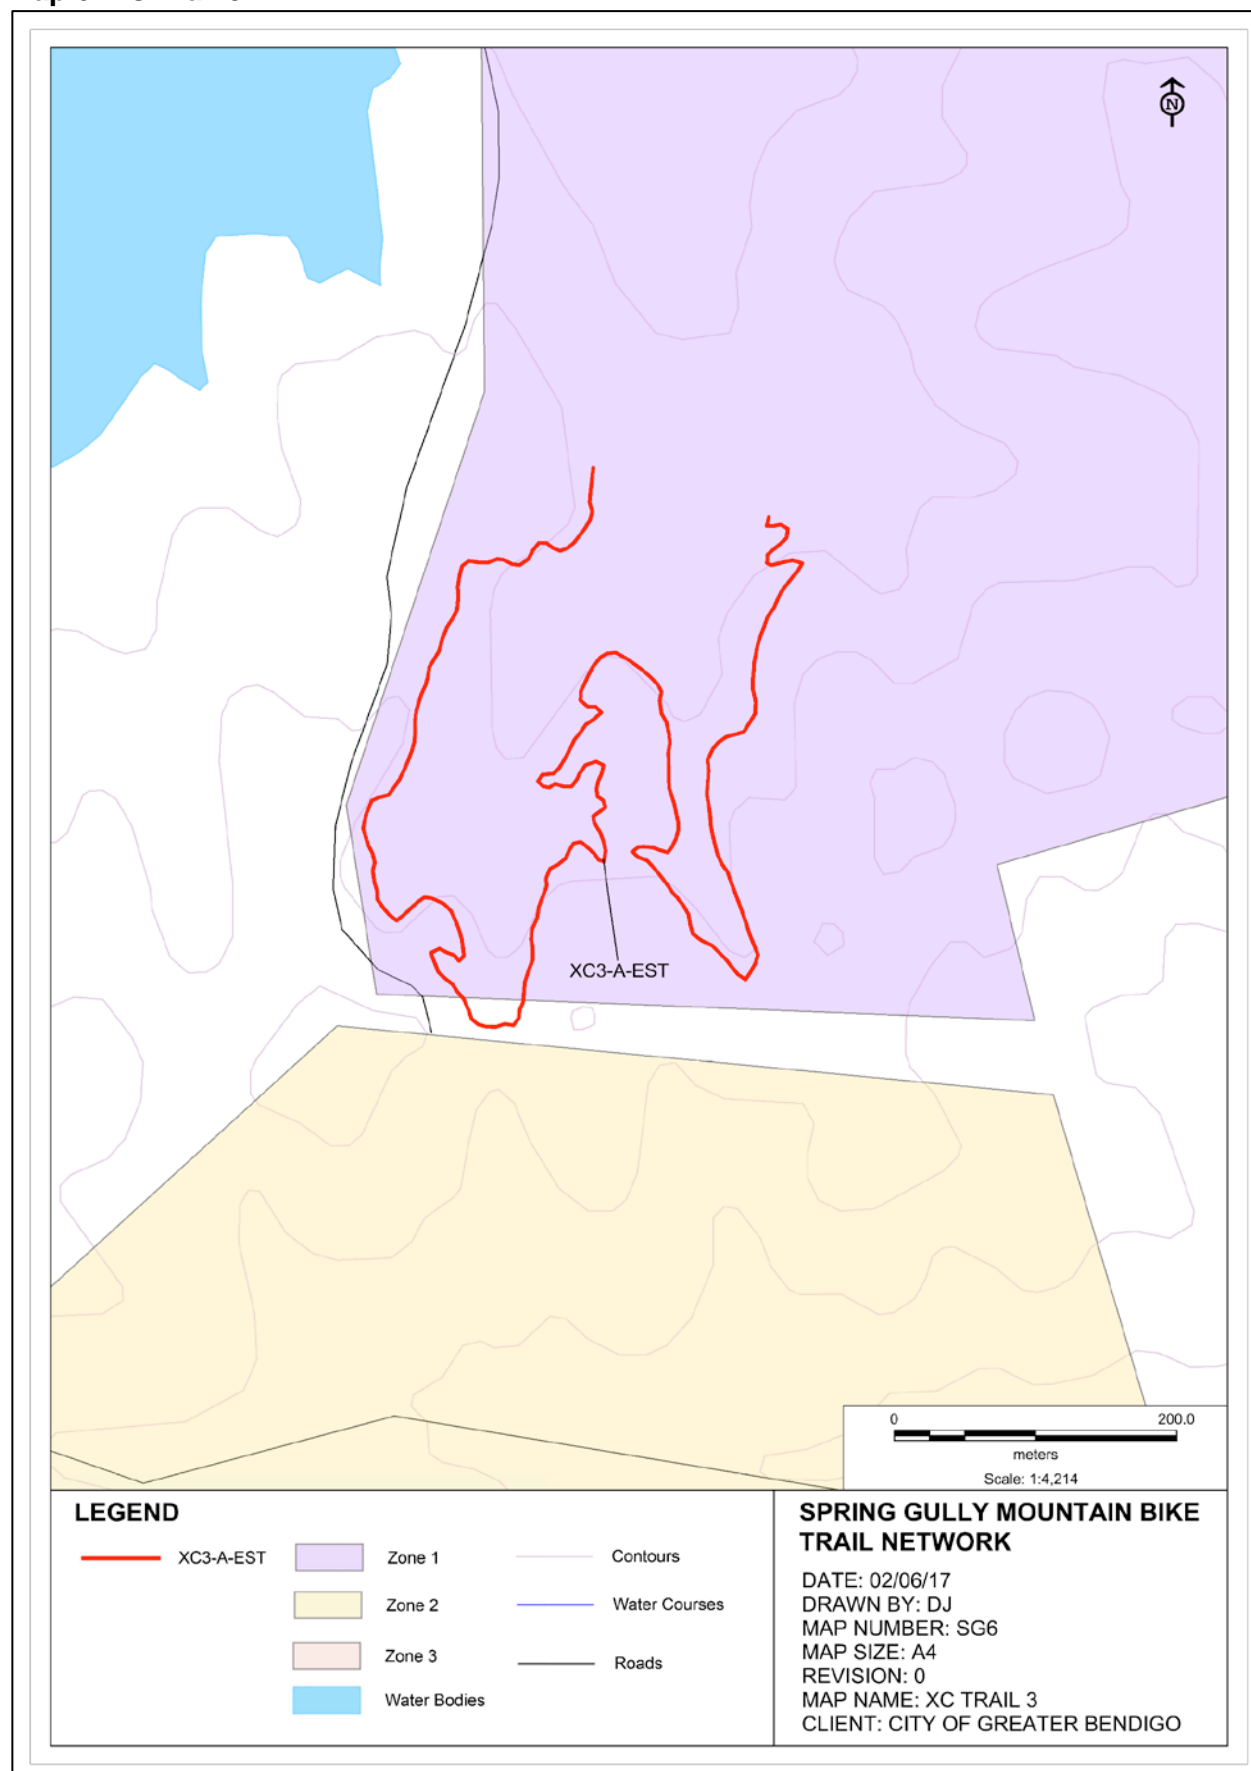 N
XC3-A-EST
0 200.0
meters
Scale: 1:4,214
LEGEND
XC3-A-EST
Zone 1
Contours
Zone 2
Water Courses
Zone 3
Roads
Water Bodies
SPRING GULLY MOUNTAIN BIKE
TRAIL NETWORK
DATE: 02/06/17
DRAWN BY: DJ
MAP NUMBER: SG6
MAP SIZE: A4
REVISION: 0
MAP NAME: XC TRAIL 3
CLIENT: CITY OF GREATER BENDIGO